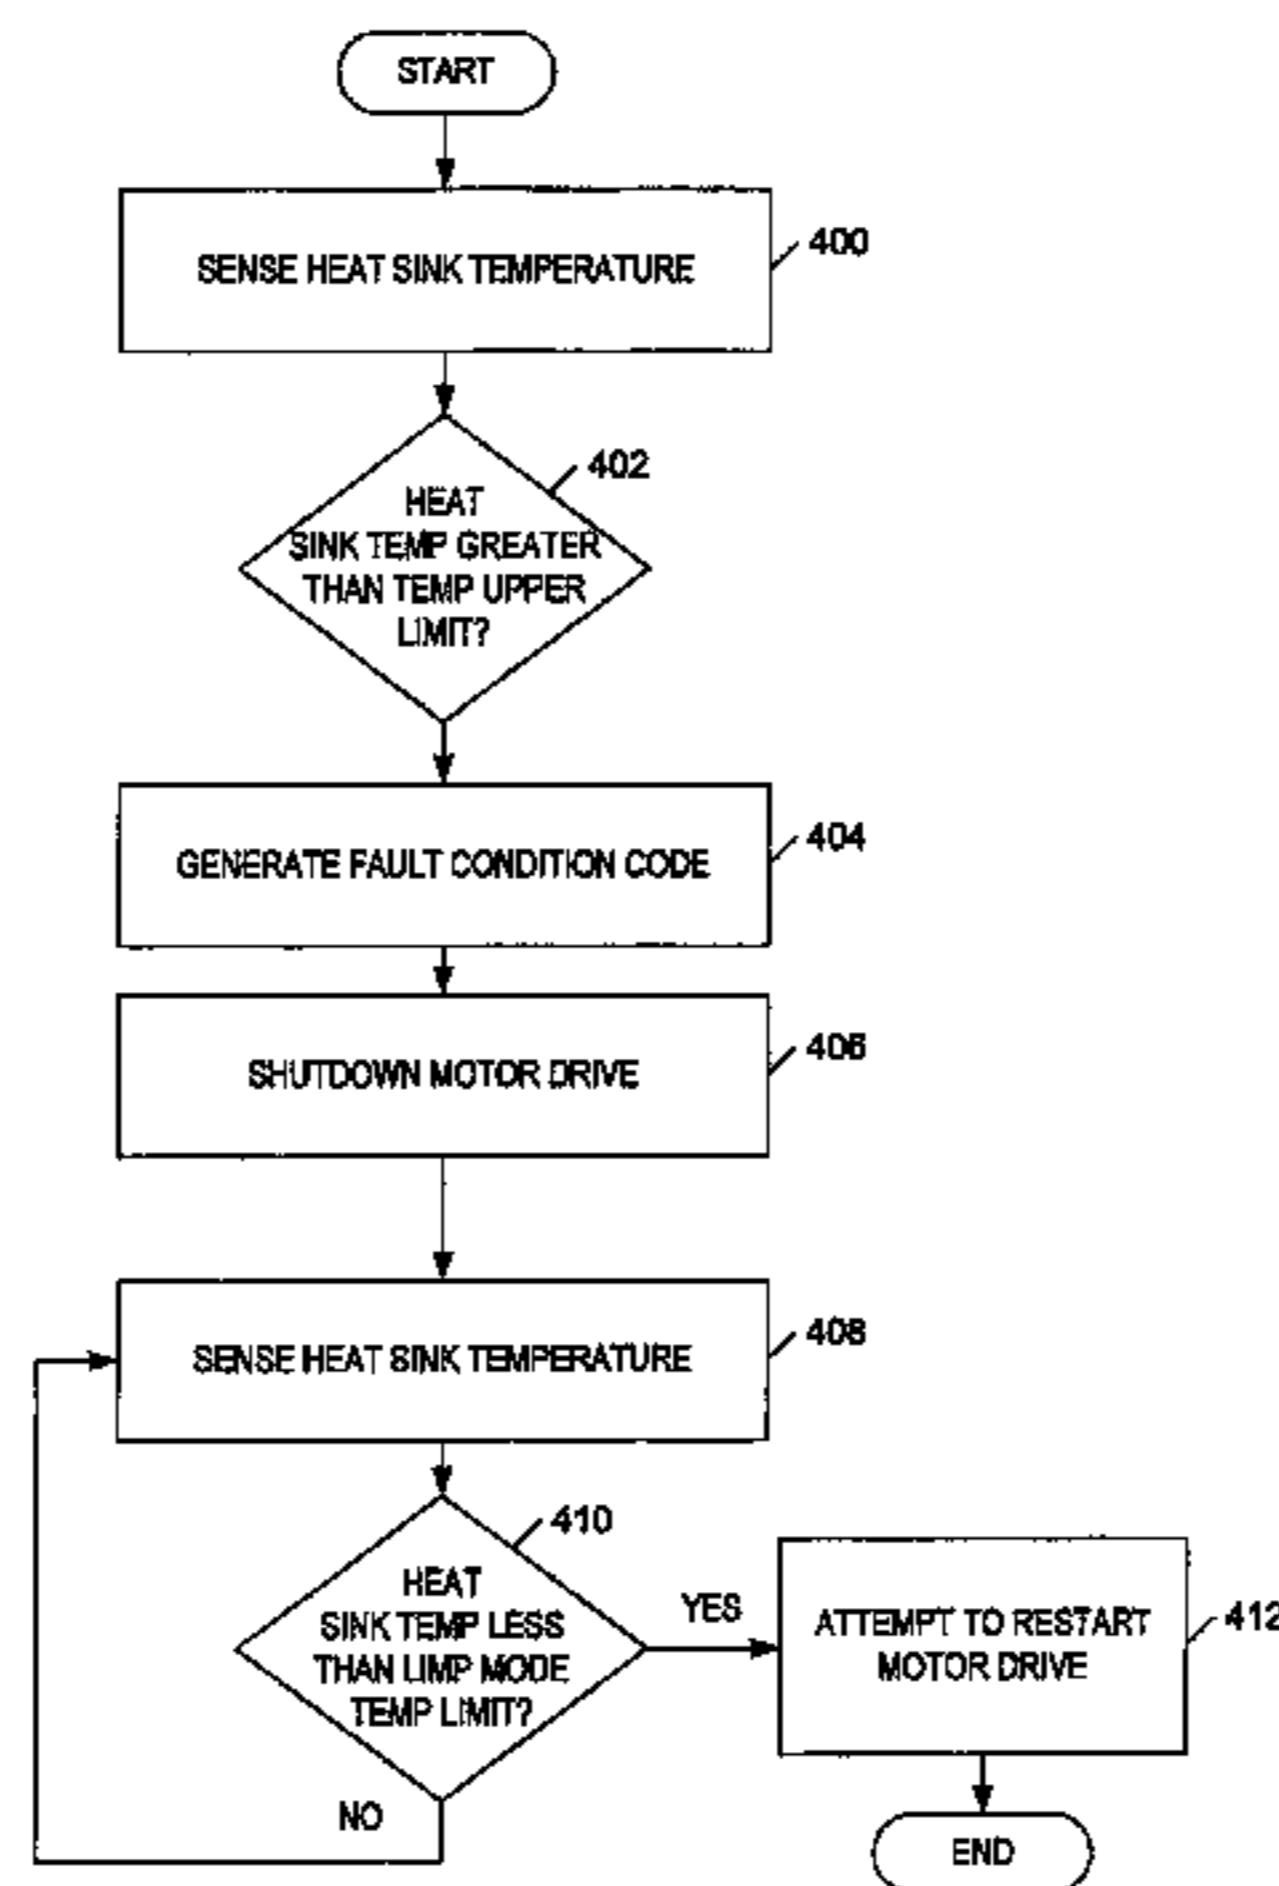 START
SENSE HEAT SINK TEMPERATURE
400
402
HEAT
SINK TEMP GREATER
THAN TEMP UPPER
LIMIT?
GENERATE FAULT CONDITION CODE
404
SHUTDOWN MOTOR DRIVE
406
SENSE HEAT SINK TEMPERATURE
408
410
HEAT
SINK TEMP LESS
THAN LIMP MODE
TEMP LIMIT?
YES
ATTEMPT TO RESTART
MOTOR DRIVE
412
NO
END